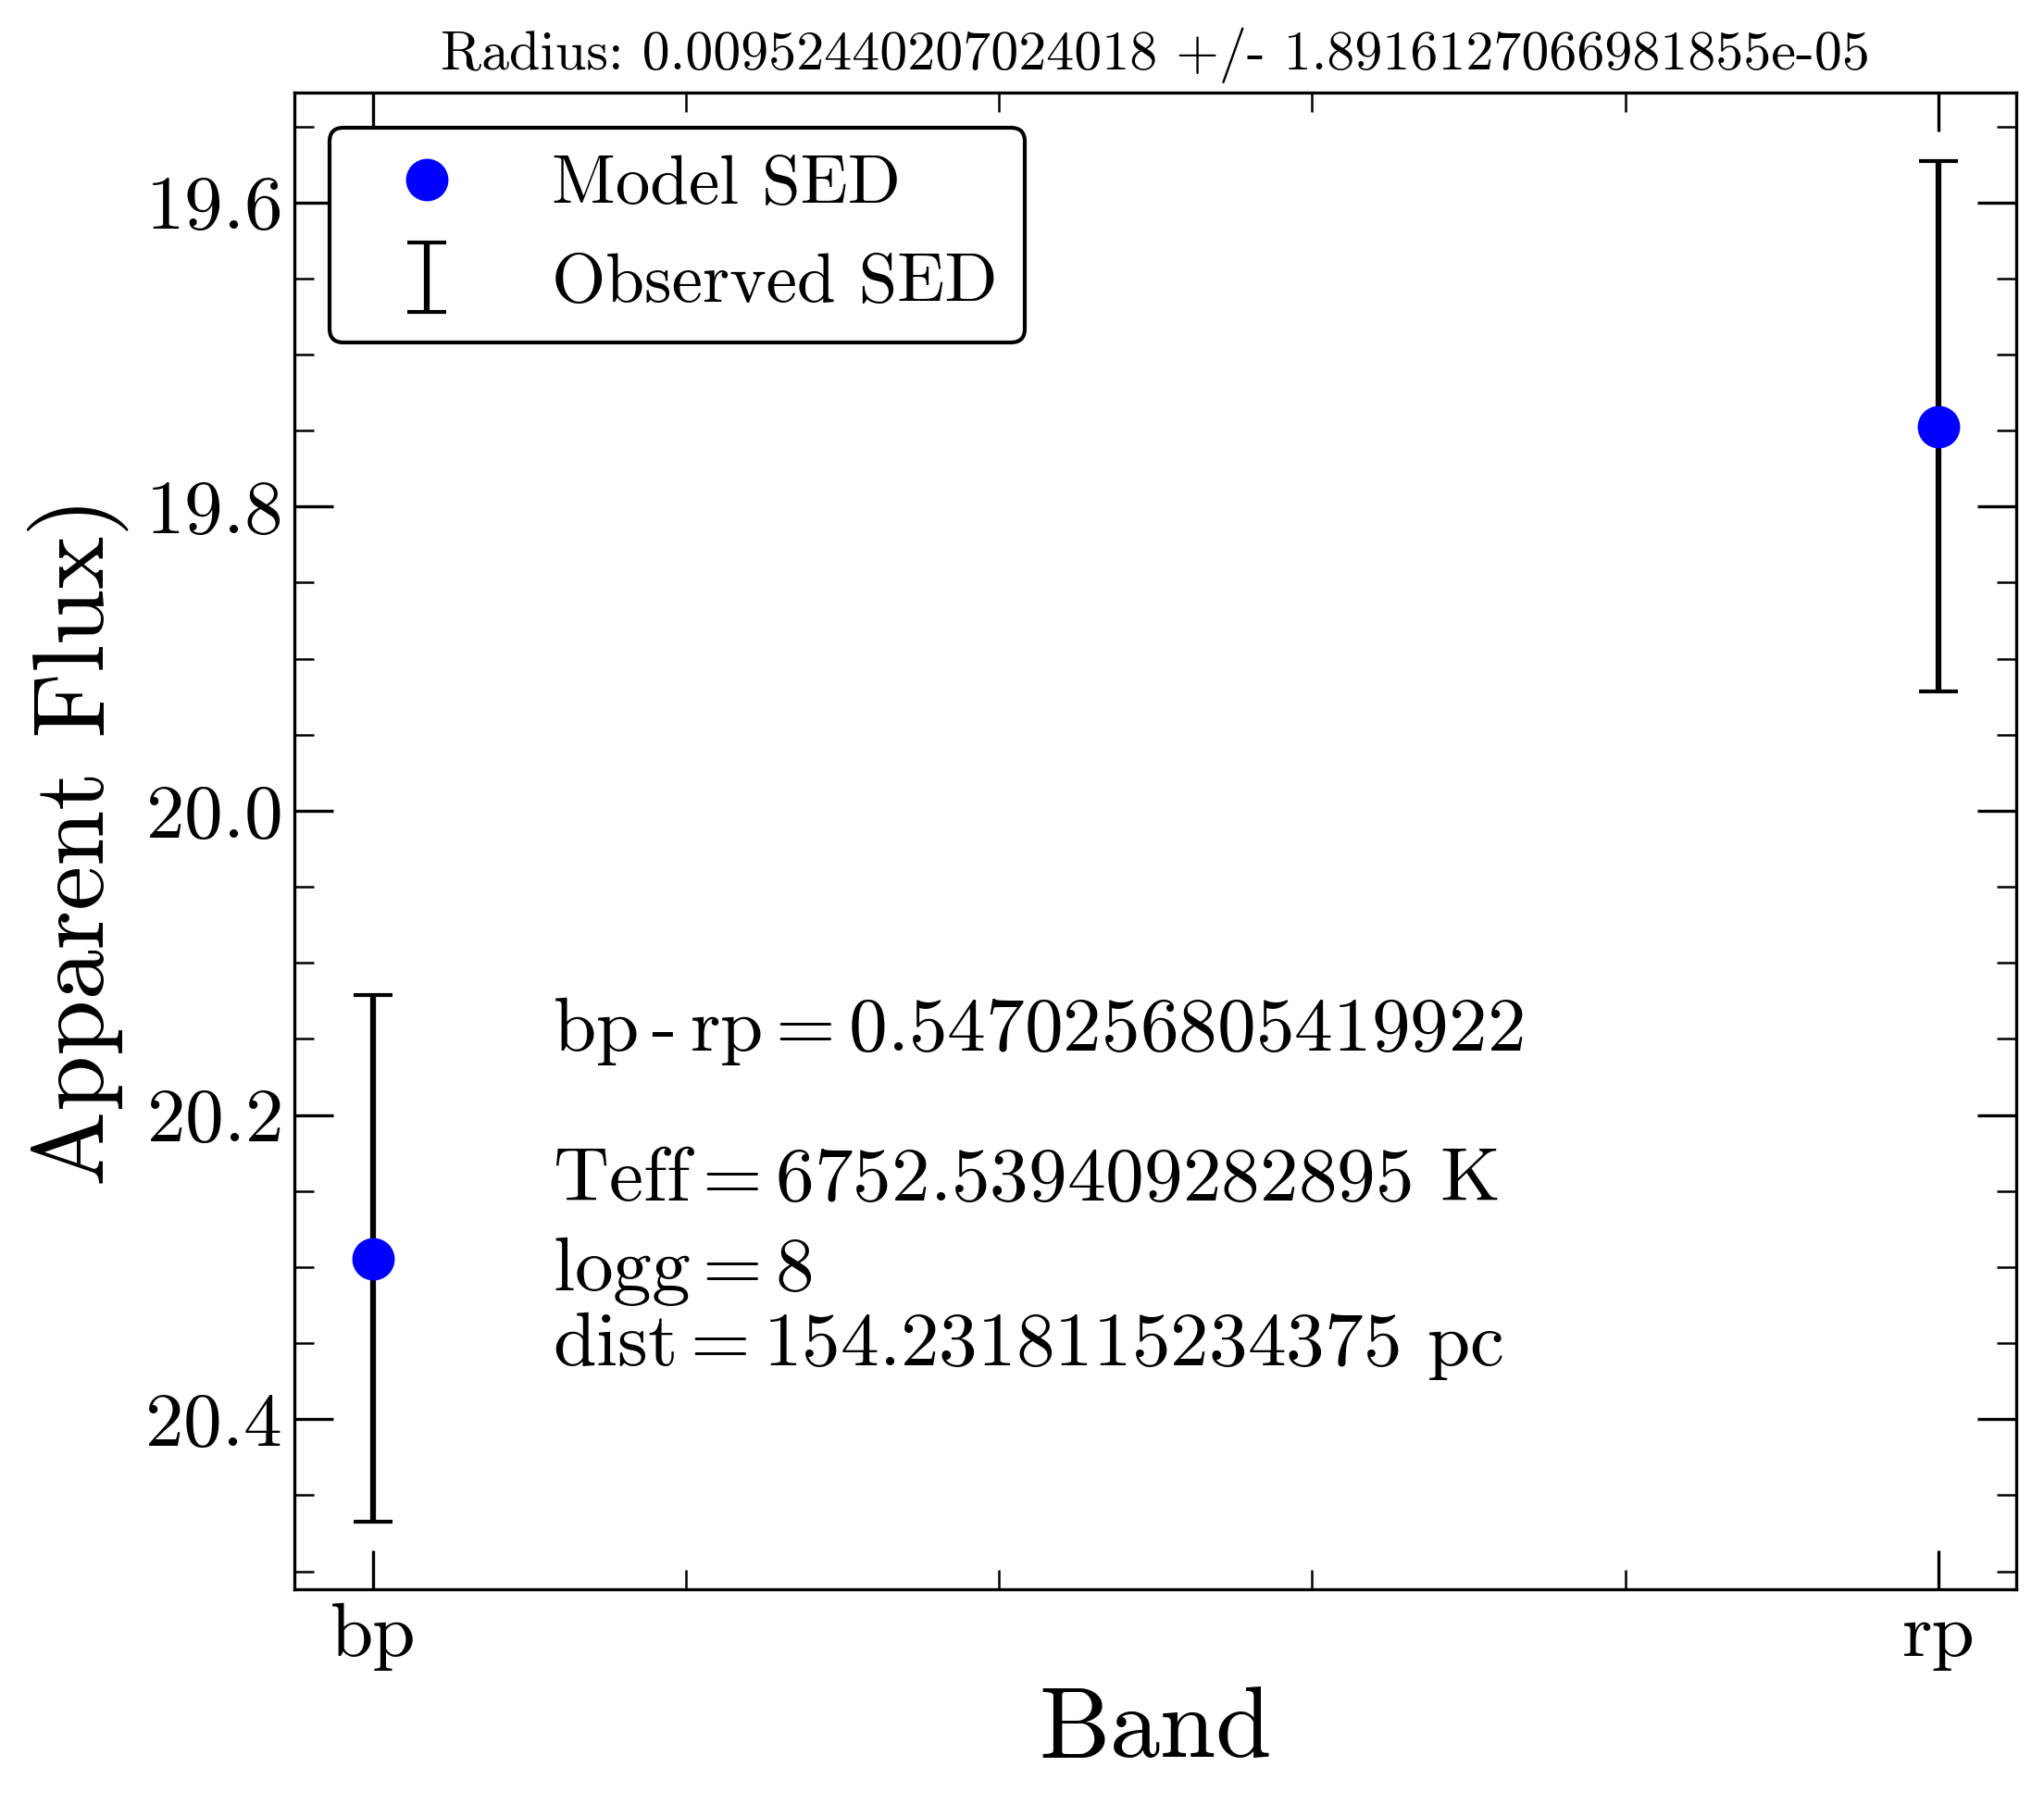 Radius: 0.00952440207024018 +/- 1.8916127066981855e-05
Model SED
Observed SED
19.6
19.8
20.0
20.2
20.4
Apparent Flux)
bp - rp = 0.5470256805419922
Teff = 6752.539409282895 K
logg = 8
dist = 154.2318115234375 pc
bp
rp
Band